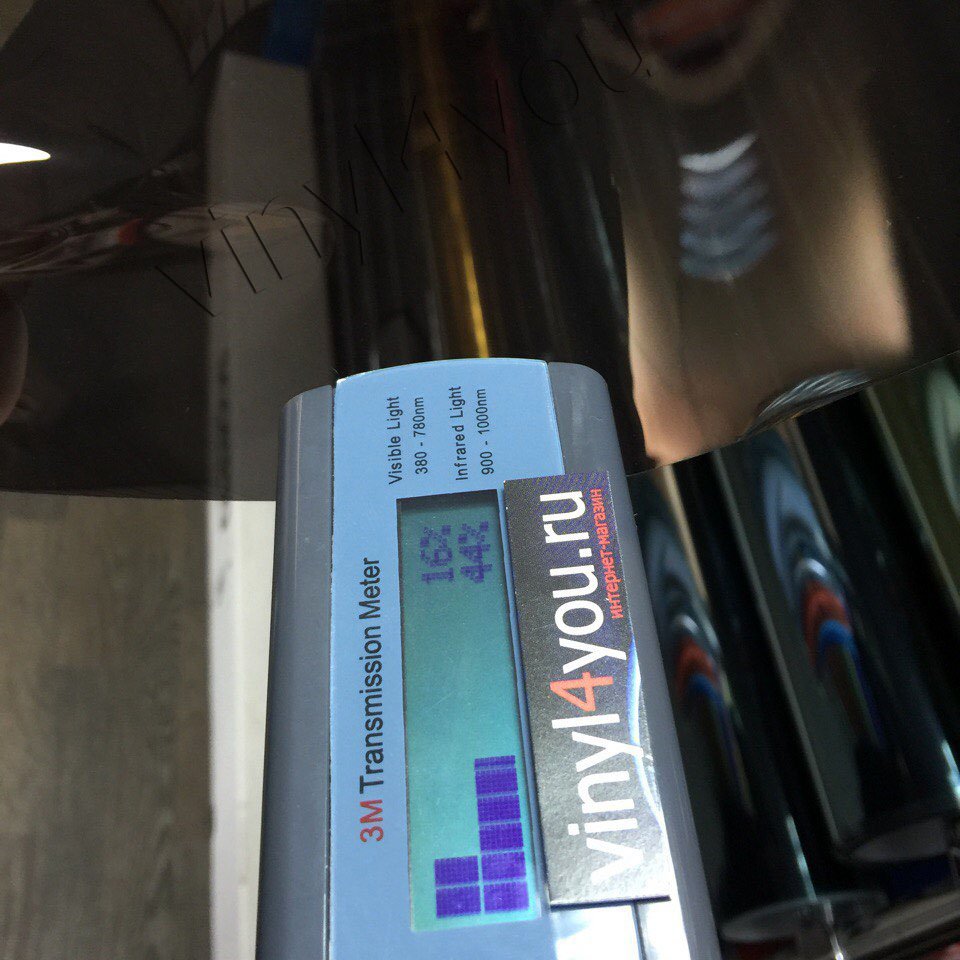 vinyl4you
3M Transmission Meter
Visible Light
380 - 780nm
Infrared Light
900 - 1000nm
16%
44%
vinyl4you.ru
интернет-магазин